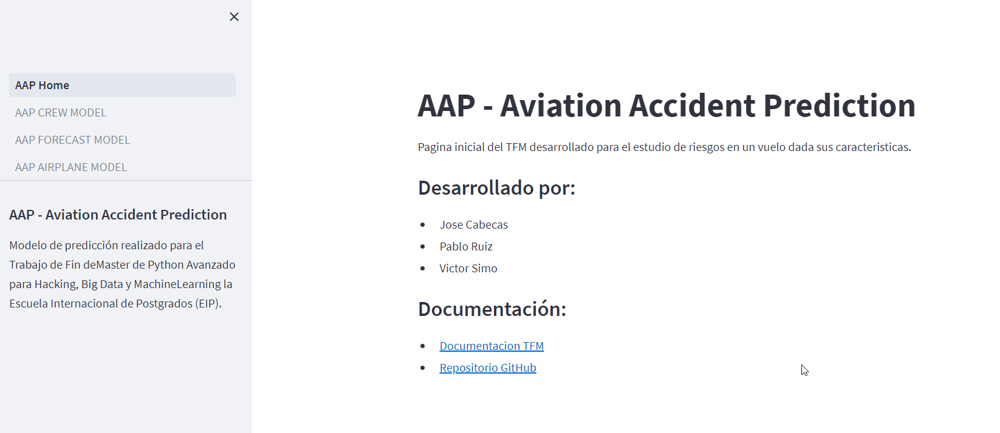 AAP Home
AAP CREW MODEL
AAP FORECAST MODEL
AAP AIRPLANE MODEL
AAP - Aviation Accident Prediction
Modelo de predicción realizado para el
Trabajo de Fin deMaster de Python Avanzado
para Hacking, Big Data y MachineLearning la
Escuela Internacional de Postgrados (EIP).
AAP - Aviation Accident Prediction
Pagina inicial del TFM desarrollado para el estudio de riesgos en un vuelo dada sus caracteristicas.
Desarrollado por:
Jose Cabecas
Pablo Ruiz
Victor Simo
Documentación:
Documentacion TFM
Repositorio GitHub